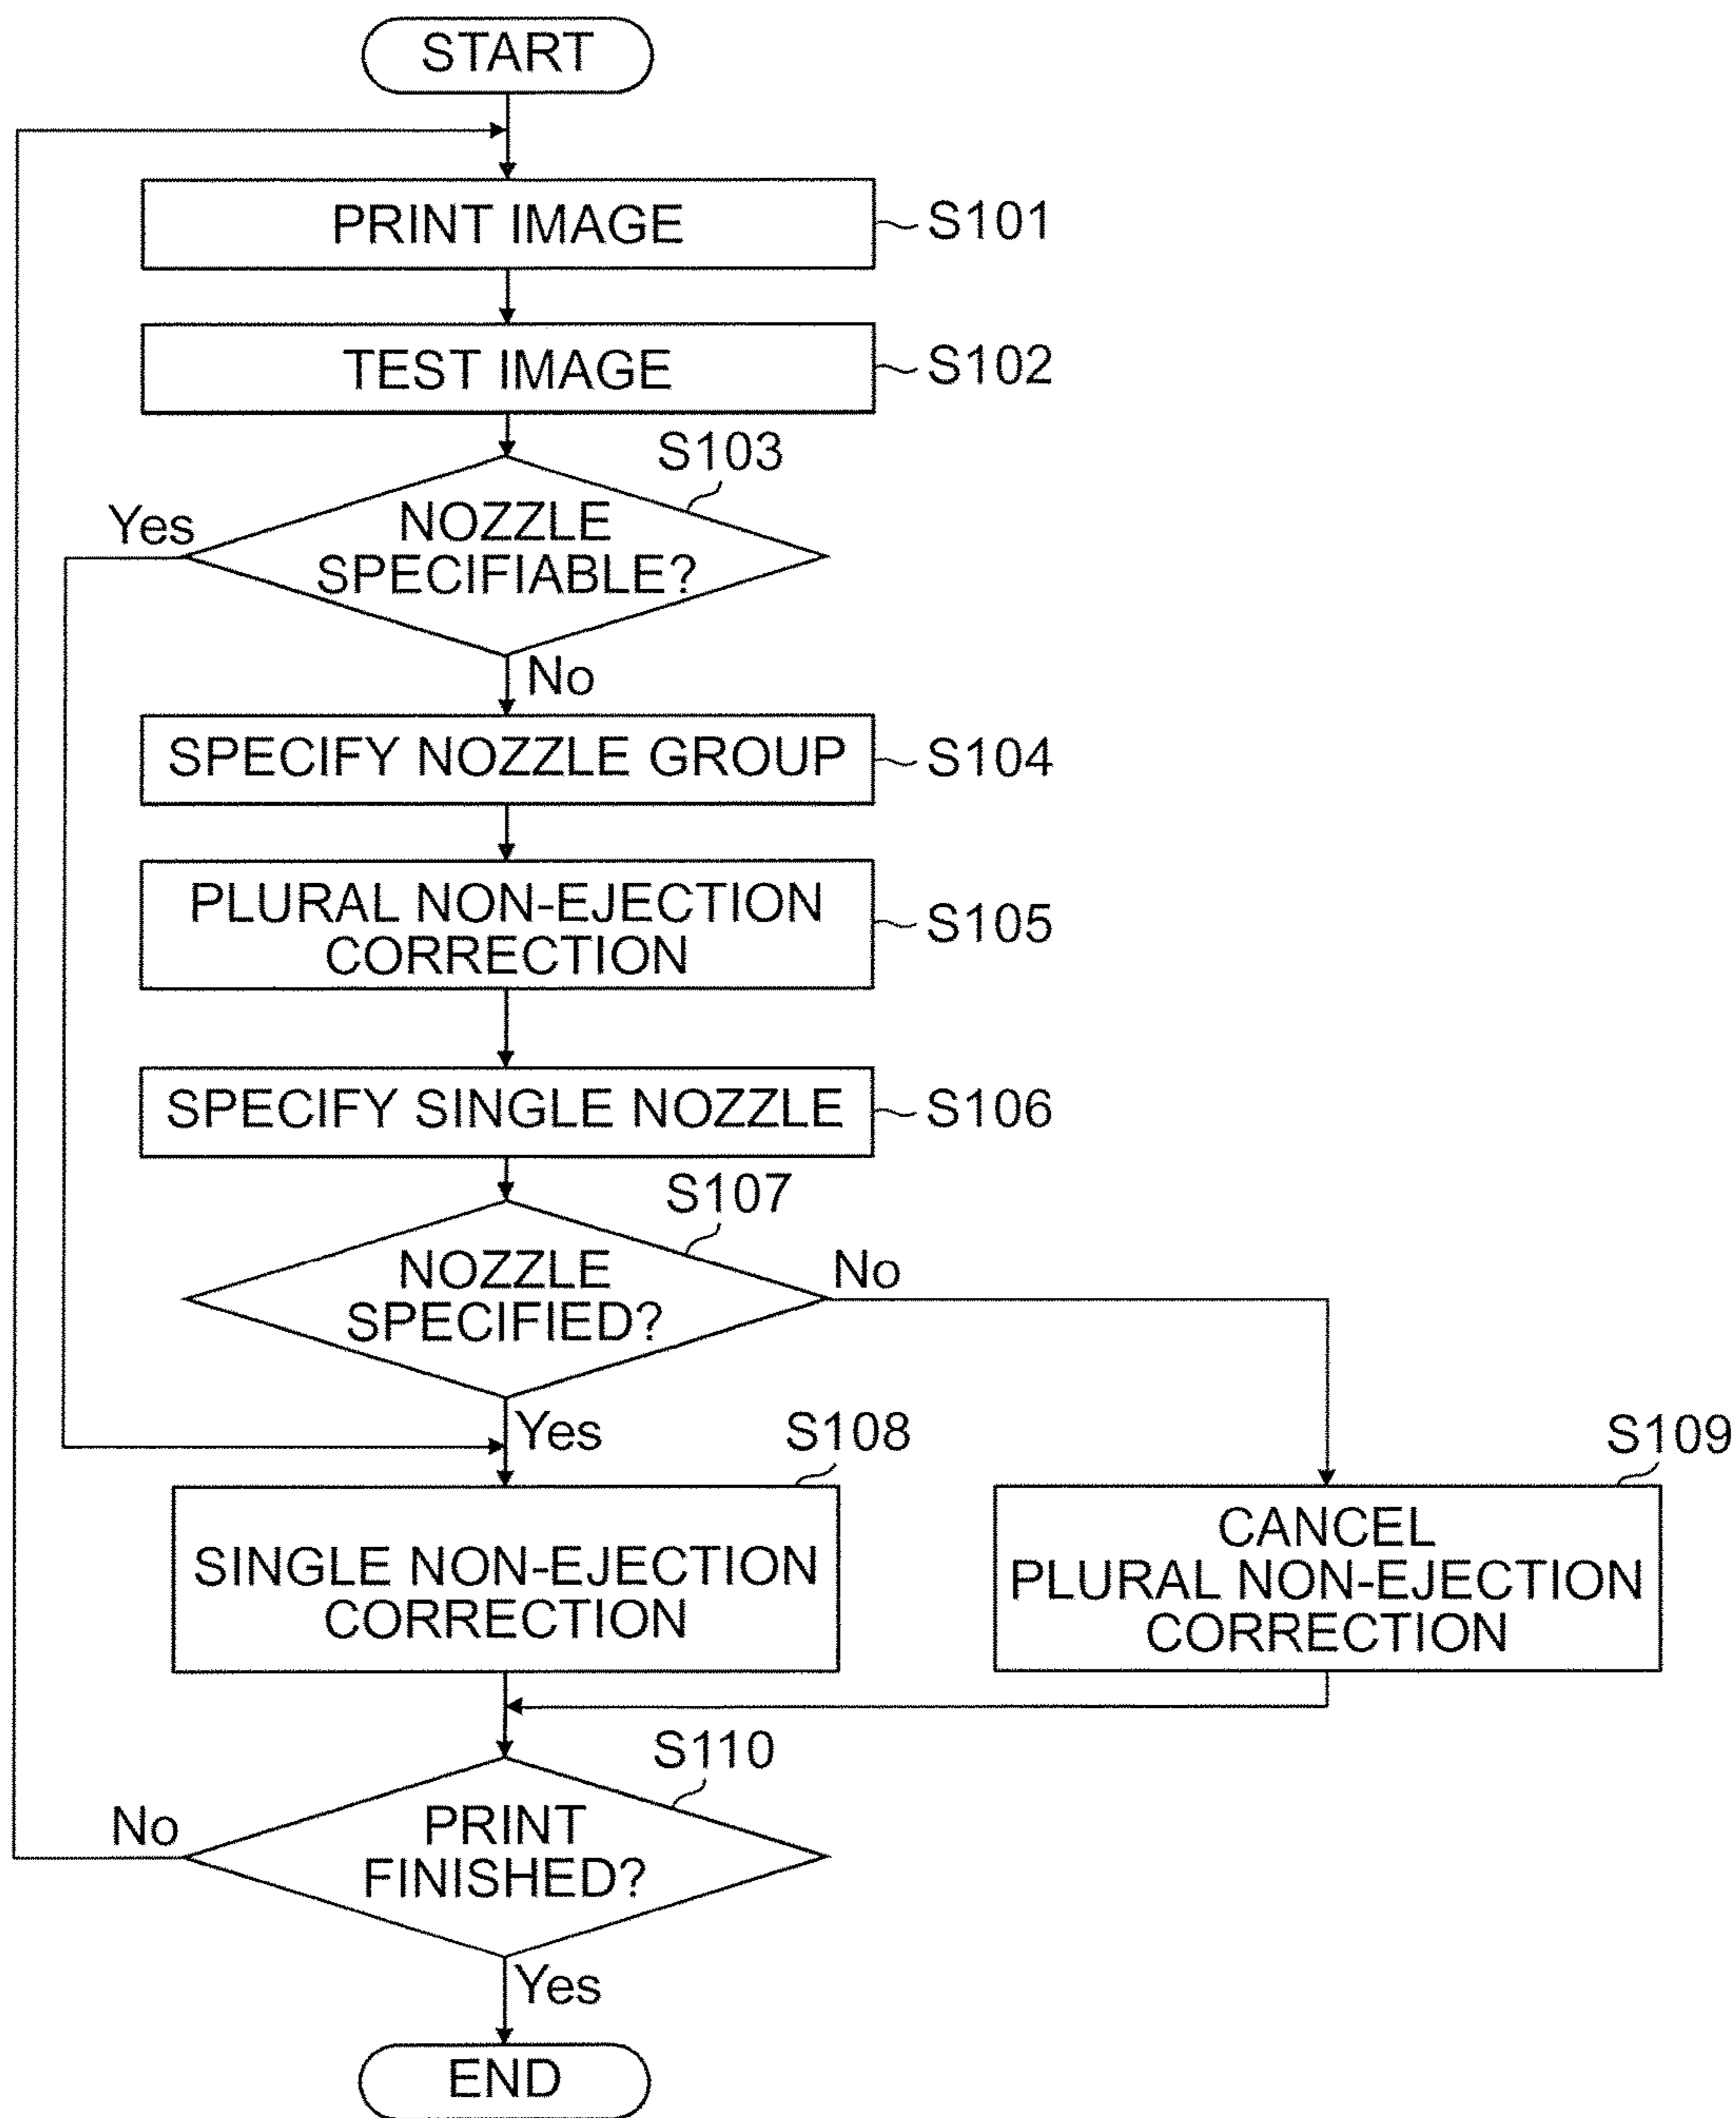 START
PRINT IMAGE
S101
TEST IMAGE
S102
S103
Yes
NOZZLE
SPECIFIABLE?
No
SPECIFY NOZZLE GROUP
S104
PLURAL NON-EJECTION
CORRECTION
S105
SPECIFY SINGLE NOZZLE
S106
S107
NOZZLE
SPECIFIED?
No
Yes
S108
SINGLE NON-EJECTION
CORRECTION
S109
CANCEL
PLURAL NON-EJECTION
CORRECTION
S110
No
PRINT
FINISHED?
Yes
END